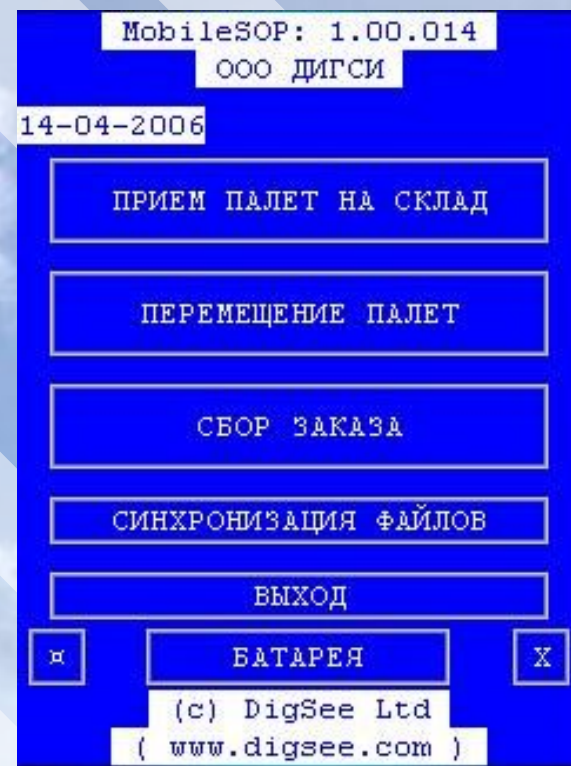 MobileSOP: 1.00.014
ООО ДИГСИ
14-04-2006
ПРИЕМ ПАЛЕТ НА СКЛАД
ПЕРЕМЕЩЕНИЕ ПАЛЕТ
СБОР ЗАКАЗА
СИНХРОНИЗАЦИЯ ФАЙЛОВ
ВЫХОД
¤ БАТАРЕЯ X
(c) DigSee Ltd
( www.digsee.com )